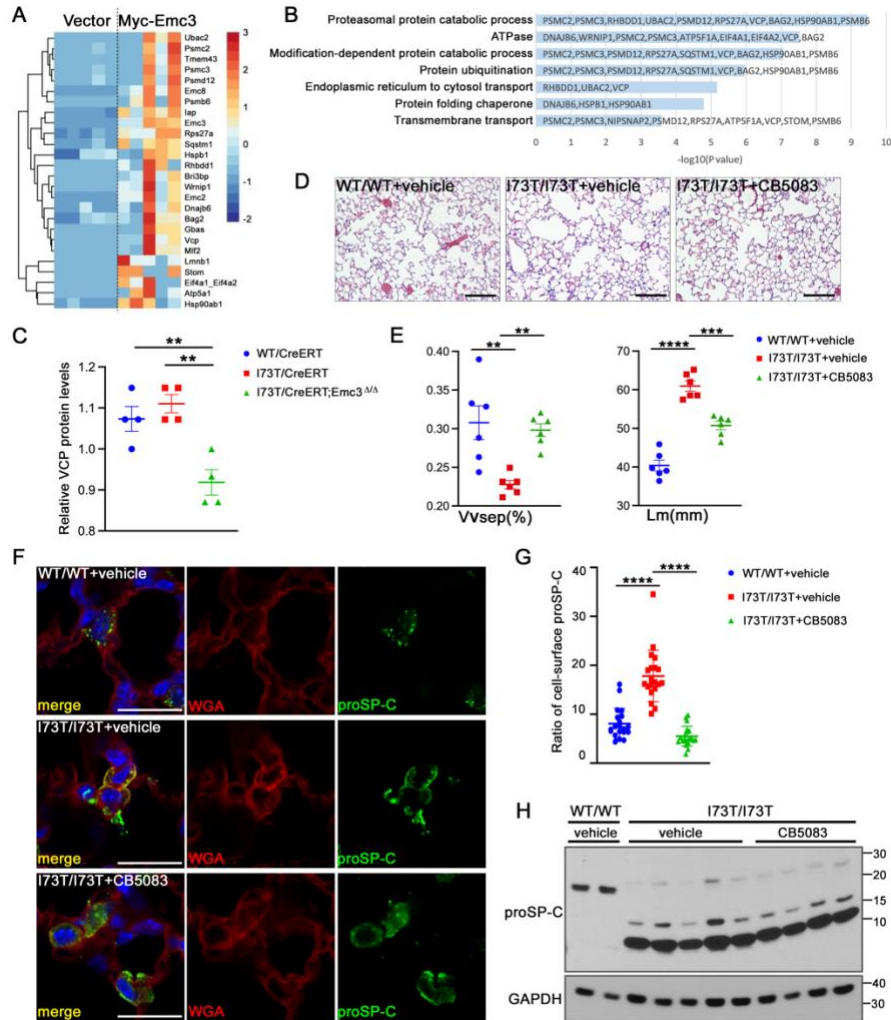 A
Vector Myc-Emc3
Ubac2
Psmc2
Tmem43
Psmc3
Psmd12
Emc8
Psmb6
Iap
Emc3
Rps27a
Sqstm1
Hspb1
Rhbdd1
Bri3bp
Wrnip1
Emc2
Dnajb6
Bag2
Gbas
Vcp
Mlf2
Lmnb1
Stom
Eif4a1_Eif4a2
Atp5a1
Hsp90ab1
3
2
1
0
-1
-2
B
Proteasomal protein catabolic process PSMC2,PSMC3,RHBDD1,UBAC2,PSMD12,RPS27A,VCP,BAG2,HSP90AB1,PSMB6
ATPase DNAJB6,WRNIP1,PSMC2,PSMC3,ATP5F1A,EIF4A1,EIF4A2,VCP,BAG2
Modification-dependent protein catabolic process PSMC2,PSMC3,PSMD12,RPS27A,SQSTM1,VCP,BAG2,HSP90AB1,PSMB6
Protein ubiquitination PSMC2,PSMC3,PSMD12,RPS27A,SQSTM1,VCP,BAG2,HSP90AB1,PSMB6
Endoplasmic reticulum to cytosol transport RHBDD1,UBAC2,VCP
Protein folding chaperone DNAJB6,HSPB1,HSP90AB1
Transmembrane transport PSMC2,PSMC3,NIPSNAP2,PSMD12,RPS27A,ATP5F1A,VCP,STOM,PSMB6
0 1 2 3 4 5 6 7 8 9 10
-log10(Pvalue)
D
WT/WT+vehicle I73T/I73T+vehicle I73T/I73T+CB5083
C
Relative VCP protein levels
1.2
1.1
1.0
0.9
0.8
**
**
WT/CreERT
I73T/CreERT
I73T/CreERT;Emc3 Δ/Δ
E
0.40
0.35
0.30
0.25
0.20
**
**
Vvsep(%)
70
60
50
40
30
****
***
Lm(mm)
WT/WT+vehicle
I73T/I73T+vehicle
I73T/I73T+CB5083
F
WT/WT+vehicle
merge WGA proSP-C
I73T/I73T+vehicle
merge WGA proSP-C
I73T/I73T+CB5083
merge WGA proSP-C
G
Ratio of cell-surface proSP-C
40
30
20
10
0
****
****
WT/WT+vehicle
I73T/I73T+vehicle
I73T/I73T+CB5083
H
WT/WT I73T/I73T
vehicle vehicle CB5083
proSP-C
30
20
15
10
GAPDH
40
30